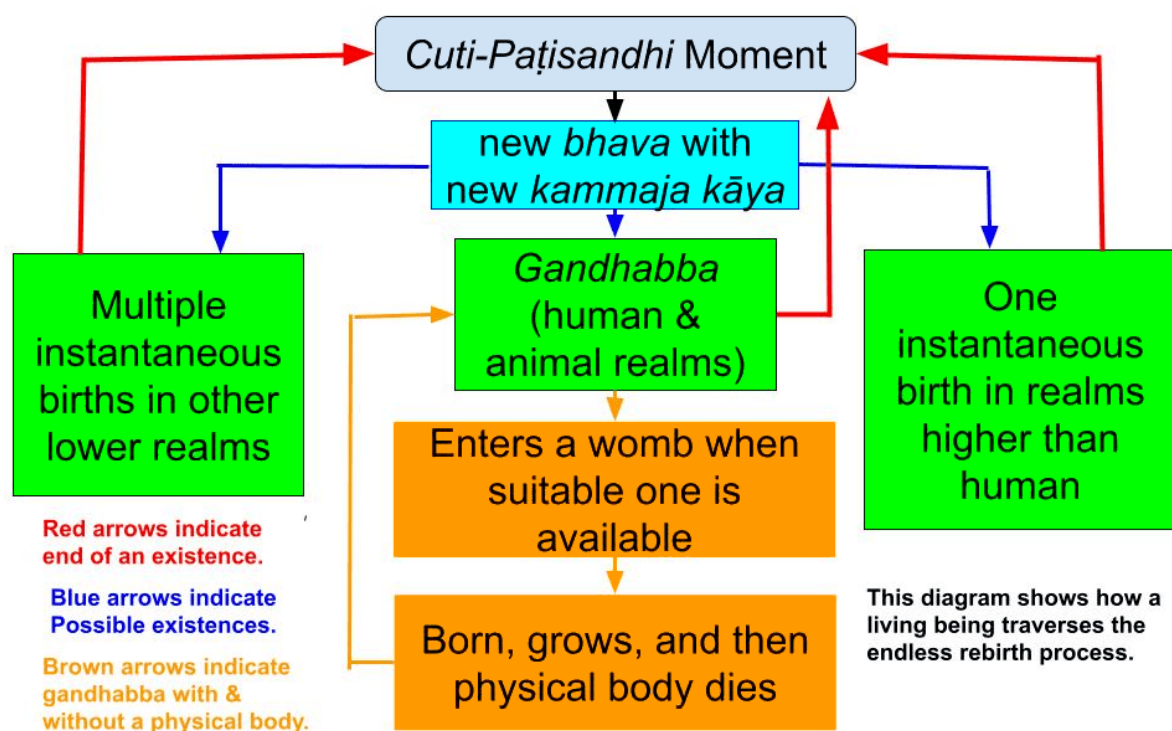 Cuti-Paṭisandhi Moment
new bhava with
new kammaja kāya
Multiple
instantaneous
births in other
lower realms
Gandhabba
(human &
animal realms)
One
instantaneous
birth in realms
higher than
human
Enters a womb when
suitable one is
available
Born, grows, and then
physical body dies
Red arrows indicate
end of an existence.
Blue arrows indicate
Possible existences.
Brown arrows indicate
gandhabba with &
without a physical body.
This diagram shows how a
living being traverses the
endless rebirth process.